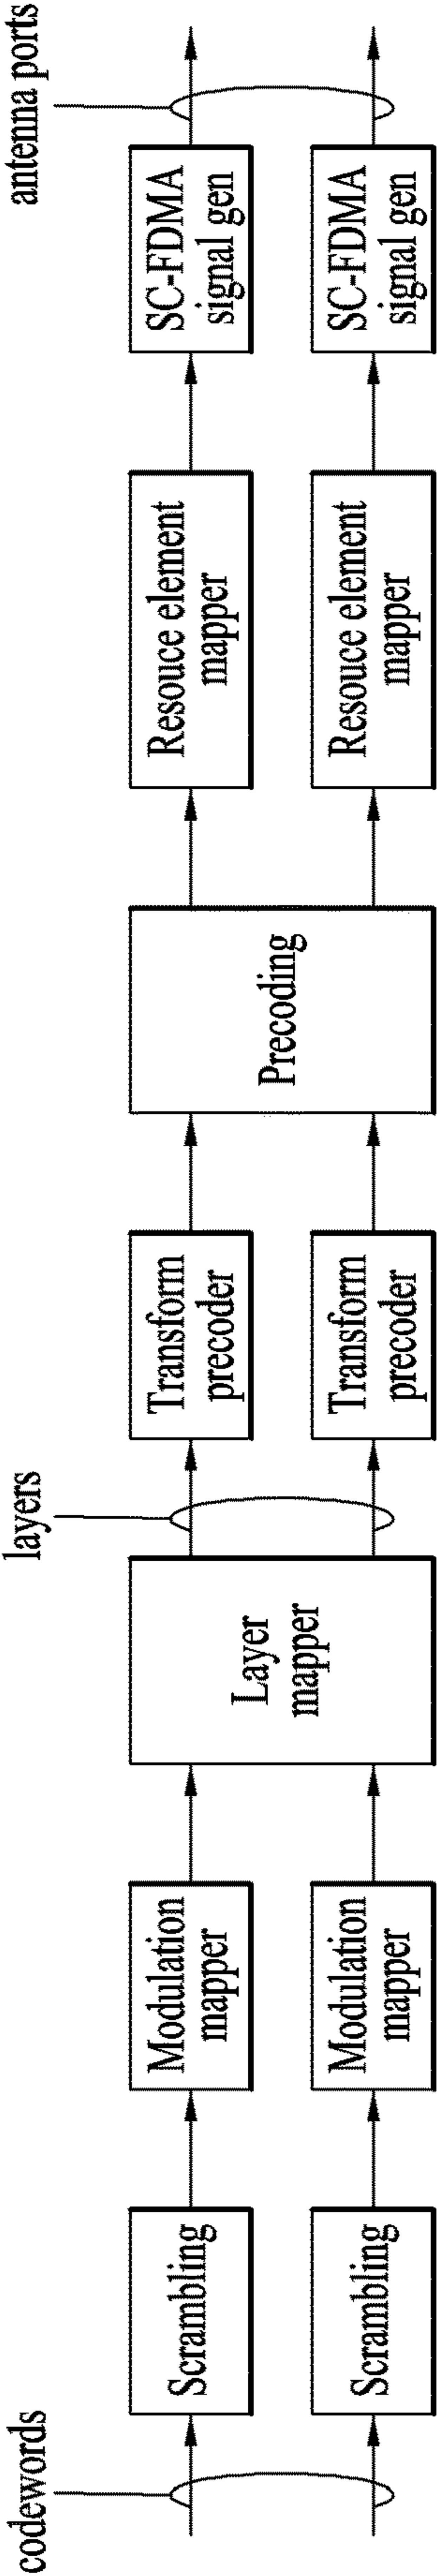 codewords
Scrambling
Scrambling
Modulation
mapper
Modulation
mapper
Layer
mapper
layers
Transform
precoder
Transform
precoder
Precoding
Resouce element
mapper
Resouce element
mapper
SC-FDMA
signal gen
SC-FDMA
signal gen
antenna ports